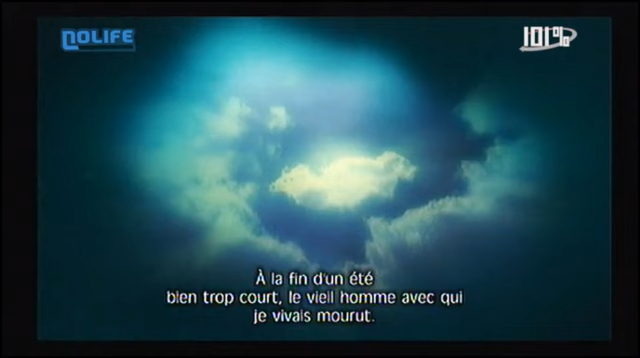 NOLIFE
101%
À la fin d'un été
bien trop court, le vieil homme avec qui
je vivais mourut.